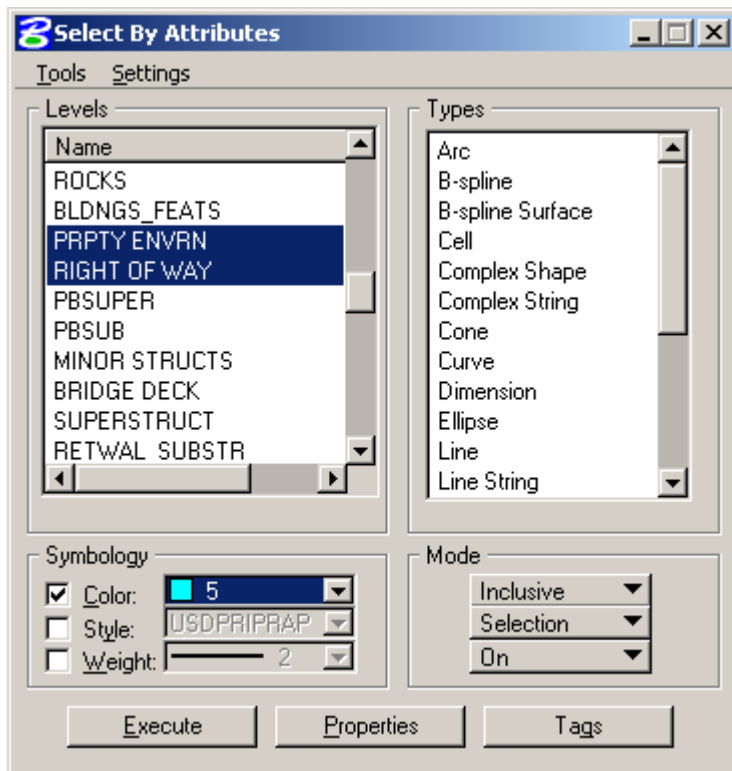 Select By Attributes
Tools Settings
Levels
Name
ROCKS
BLDNGS_FEATS
PRPTY ENVRN
RIGHT OF WAY
PBSUPER
PBSUB
MINOR STRUCTS
BRIDGE DECK
SUPERSTRUCT
RETWAL SUBSTR
Types
Arc
B-spline
B-spline Surface
Cell
Complex Shape
Complex String
Cone
Curve
Dimension
Ellipse
Line
Line String
Symbology
Color: 5
Style: USDPRIPRAP
Weight: 2
Mode
Inclusive
Selection
On
Execute Properties Tags